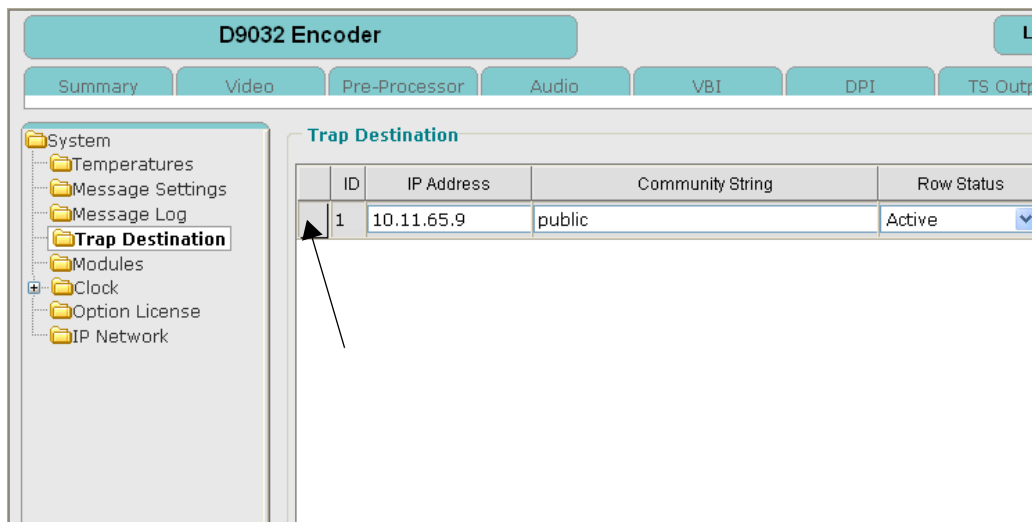 D9032 Encoder
L
Summary Video Pre-Processor Audio VBI DPI TS Outp
System
Temperatures
Message Settings
Message Log
Trap Destination
Modules
Clock
Option License
IP Network
Trap Destination
ID IP Address Community String Row Status
1 10.11.65.9 public Active